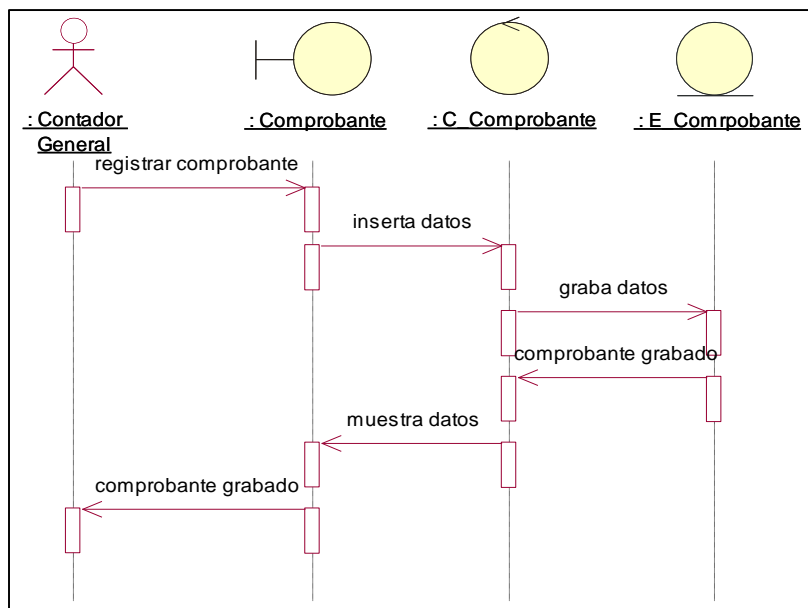 : Contador
General
: Comprobante
: C_Comprobante
: E_Comrpobante
registrar comprobante
inserta datos
graba datos
comprobante grabado
muestra datos
comprobante grabado